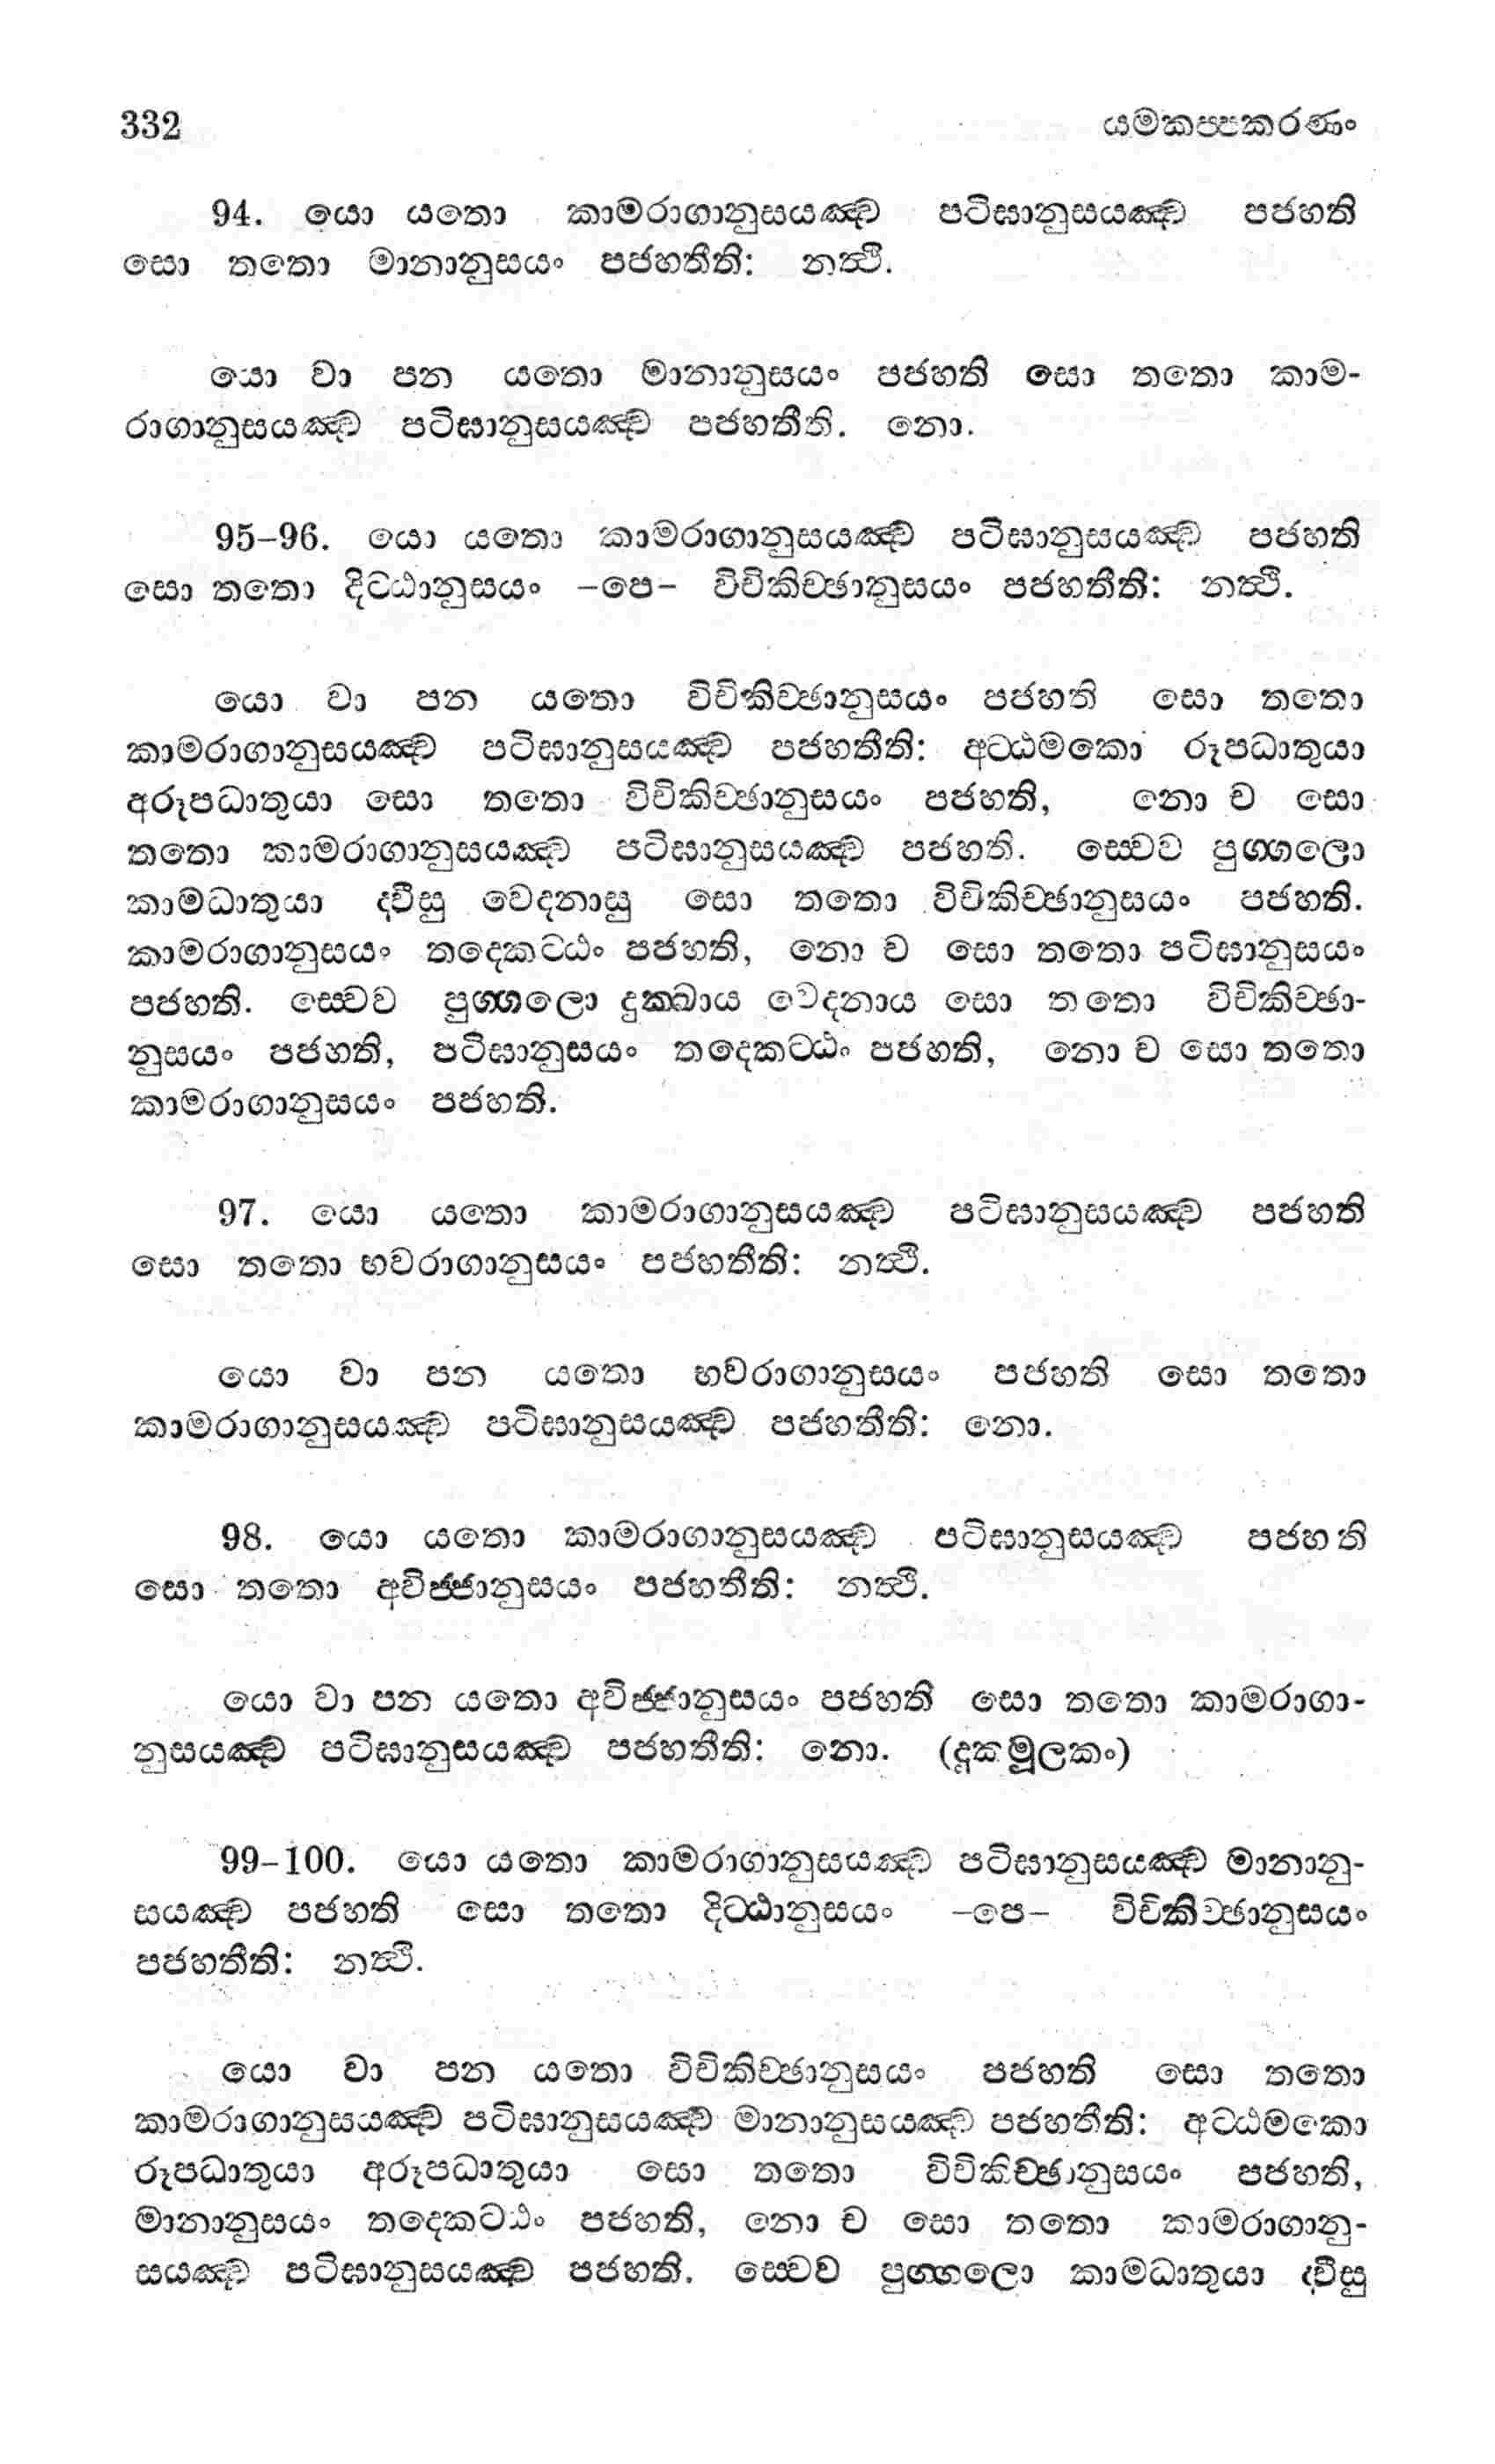 332 යමකප්පකරණං
94. යො යතො කාමරාගානුසයඤ්ච පටිඝානුසයඤ්ච පජහති
සො තතො මානානුසයං පජහතීති: නත්ථි.
යො වා පන යතො මානානුසයං පජහති සො තතො කාම-
රාගානුසයඤ්ච පටිඝානුසයඤ්ච පජහතීති. නො.
95–96. යො යතො කාමරාගානුසයඤ්ච පටිඝානුසයඤ්ච පජහති
සො තතො දිට්ඨානුසයං –පෙ– විචිකිච්ඡානුසයං පජහතීති: නත්ථි.
යො වා පන යතො විචිකිච්ඡානුසයං පජහති සො තතො
කාමරාගානුසයඤ්ච පටිඝානුසයඤ්ච පජහතීති: අට්ඨමකො රූපධාතුයා
අරූපධාතුයා සො තතො විචිකිච්ඡානුසයං පජහති, නො ච සො
තතො කාමරාගානුසයඤ්ච පටිඝානුසයඤ්ච පජහති. ස්වෙව පුග්ගලො
කාමධාතුයා ද්වීසු වෙදනාසු සො තතො විචිකිච්ඡානුසයං පජහති.
කාමරාගානුසයං තදෙකට්ඨං පජහති, නො ච සො තතො පටිඝානුසයං
පජහති. ස්වෙව පුග්ගලො දුක්ඛාය වෙදනාය සො තතො විචිකිච්ඡා-
නුසයං පජහති, පටිඝානුසයං තදෙකට්ඨං පජහති, නො ච සො තතො
කාමරාගානුසයං පජහති.
97. යො යතො කාමරාගානුසයඤ්ච පටිඝානුසයඤ්ච පජහති
සො තතො භවරාගානුසයං පජහතීති: නත්ථි.
යො වා පන යතො භවරාගානුසයං පජහති සො තතො
කාමරාගානුසයඤ්ච පටිඝානුසයඤ්ච පජහතීති: නො.
98. යො යතො කාමරාගානුසයඤ්ච පටිඝානුසයඤ්ච පජහති
සො තතො අවිජ්ජානුසයං පජහතීති: නත්ථි.
යො වා පන යතො අවිජ්ජානුසයං පජහති සො තතො කාමරාගා-
නුසයඤ්ච පටිඝානුසයඤ්ච පජහතීති: නො. (දුකමූලකං)
99–100. යො යතො කාමරාගානුසයඤ්ච පටිඝානුසයඤ්ච මානානු-
සයඤ්ච පජහති සො තතො දිට්ඨානුසයං –පෙ– විචිකිච්ඡානුසයං
පජහතීති: නත්ථි.
යො වා පන යතො විචිකිච්ඡානුසයං පජහති සො තතො
කාමරාගානුසයඤ්ච පටිඝානුසයඤ්ච මානානුසයඤ්ච පජහතීති: අට්ඨමකො
රූපධාතුයා අරූපධාතුයා සො තතො විචිකිච්ඡානුසයං පජහති,
මානානුසයං තදෙකට්ඨං පජහති, නො ච සො තතො කාමරාගානු-
සයඤ්ච පටිඝානුසයඤ්ච පජහති. ස්වෙව පුග්ගලො කාමධාතුයා ද්වීසු